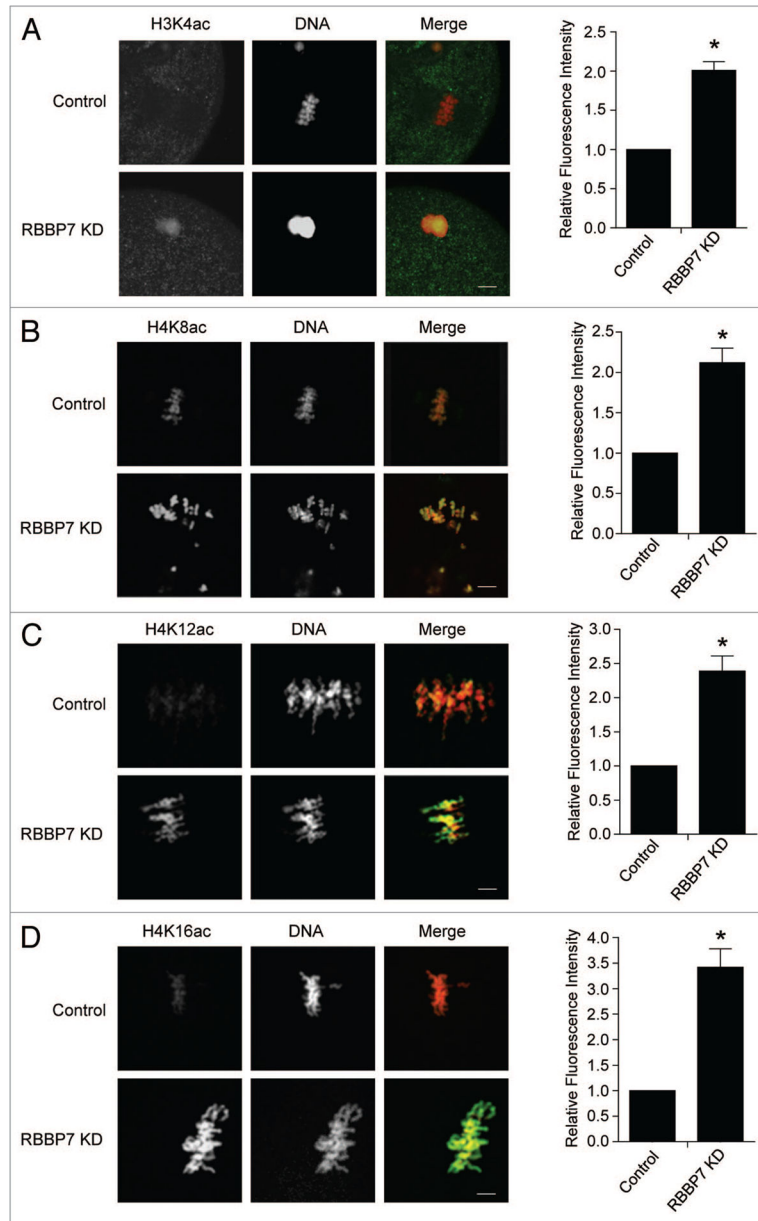 A
H3K4ac DNA Merge
Control
RBBP7 KD
Relative Fluorescence Intensity
2.5
2.0
1.5
1.0
0.5
0.0
*
Control
RBBP7 KD
B
H4K8ac DNA Merge
Control
RBBP7 KD
Relative Fluorescence Intensity
2.5
2.0
1.5
1.0
0.5
0.0
*
Control
RBBP7 KD
C
H4K12ac DNA Merge
Control
RBBP7 KD
Relative Fluorescence Intensity
3.0
2.5
2.0
1.5
1.0
0.5
0.0
*
Control
RBBP7 KD
D
H4K16ac DNA Merge
Control
RBBP7 KD
Relative Fluorescence Intensity
4.0
3.5
3.0
2.5
2.0
1.5
1.0
0.5
0.0
*
Control
RBBP7 KD